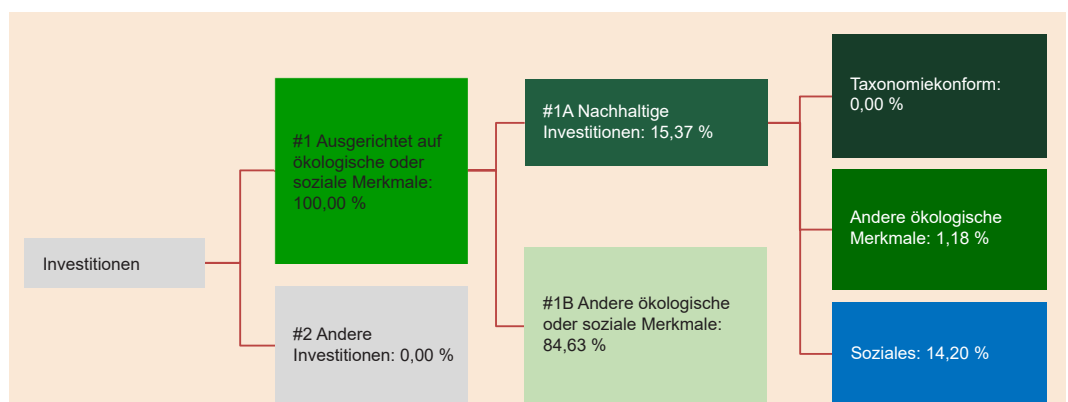 Investitionen
#1 Ausgerichtet auf
ökologische oder
soziale Merkmale:
100,00 %
#2 Andere
Investitionen: 0,00 %
#1A Nachhaltige
Investitionen: 15,37 %
#1B Andere ökologische
oder soziale Merkmale:
84,63 %
Taxonomiekonform:
0,00 %
Andere ökologische
Merkmale: 1,18 %
Soziales: 14,20 %